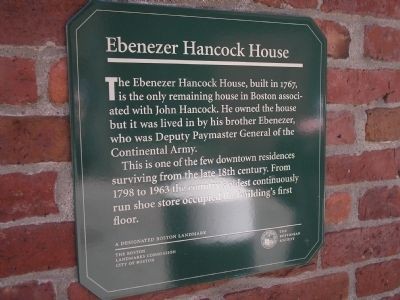 Ebenezer Hancock House
The Ebenezer Hancock House, built in 1767,
is the only remaining house in Boston associ-
ated with John Hancock. He owned the house
but it was lived in by his brother Ebenezer,
who was Deputy Paymaster General of the
Continental Army.
This is one of the few downtown residences
surviving from the late 18th century. From
1798 to 1963 the country's oldest continuously
run shoe store occupied the building's first
floor.
A DESIGNATED BOSTON LANDMARK
THE BOSTON
LANDMARKS COMMISSION
CITY OF BOSTON
THE
BOSTONIAN
SOCIETY